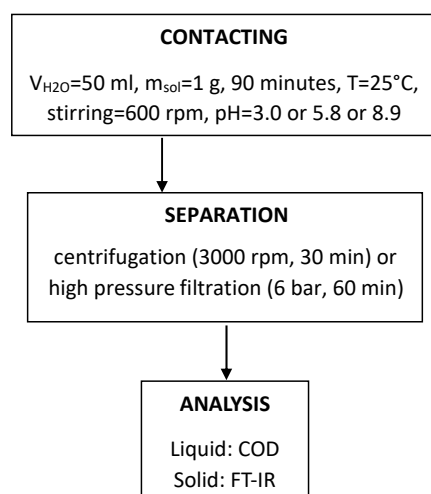 CONTACTING
V_H2O=50 ml, m_sol=1 g, 90 minutes, T=25°C,
stirring=600 rpm, pH=3.0 or 5.8 or 8.9
SEPARATION
centrifugation (3000 rpm, 30 min) or
high pressure filtration (6 bar, 60 min)
ANALYSIS
Liquid: COD
Solid: FT-IR